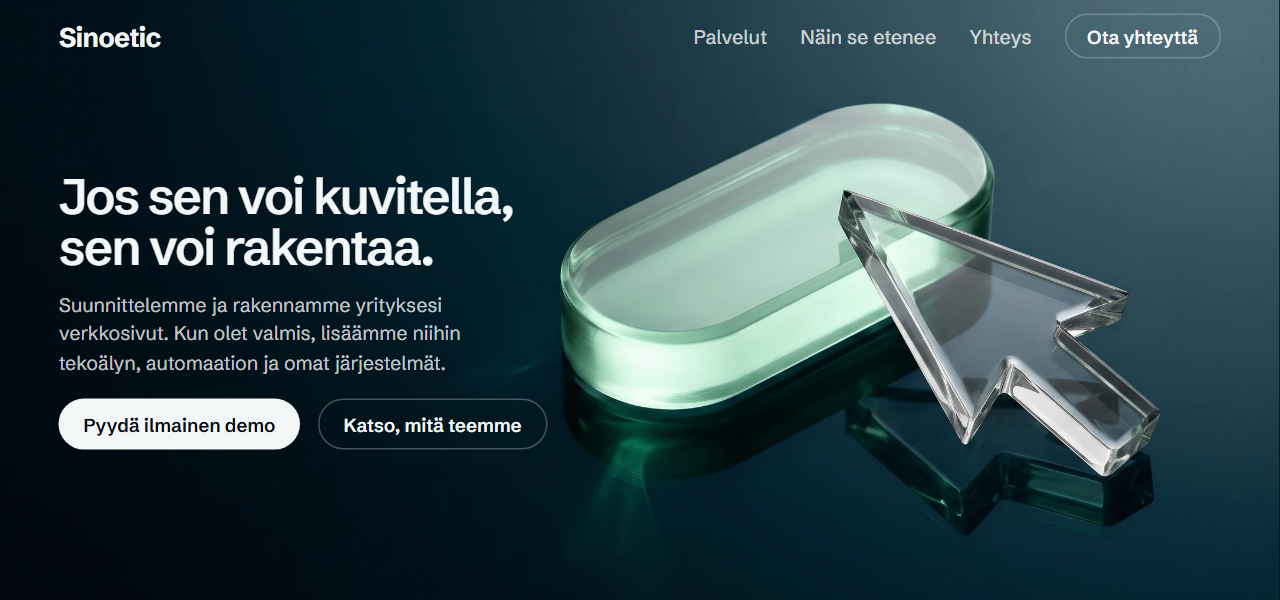 Sinoetic
Palvelut
Näin se etenee
Yhteys
Ota yhteyttä
Jos sen voi kuvitella,
sen voi rakentaa.
Suunnittelemme ja rakennamme yrityksesi
verkkosivut. Kun olet valmis, lisäämme niihin
tekoälyn, automaation ja omat järjestelmät.
Pyydä ilmainen demo
Katso, mitä teemme